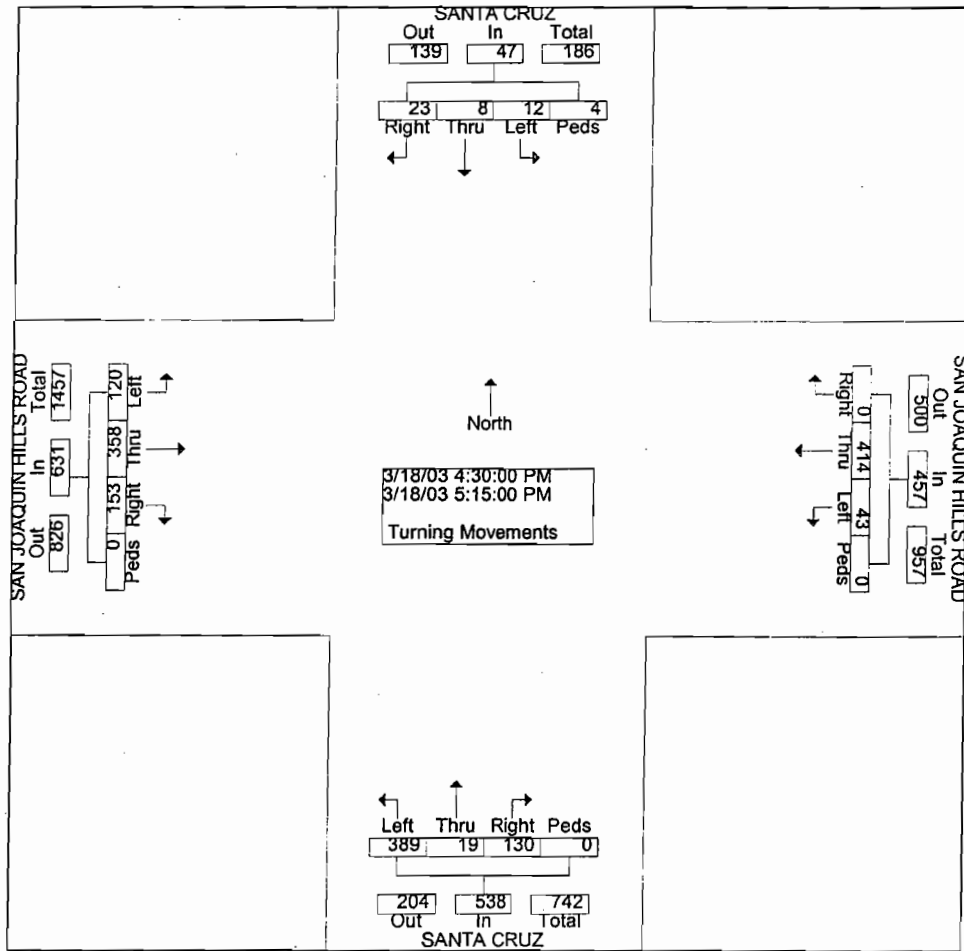 SANTA CRUZ
Out In Total
139 47 186
23 8 12 4
Right Thru Left Peds
SAN JOAQUIN HILLS ROAD
Total In Out
1457 631 826
120 358 153 0
Left Thru Right Peds
North
3/18/03 4:30:00 PM
3/18/03 5:15:00 PM
Turning Movements
Right Thru Left Peds
0 414 43 0
500 457 957
Out In Total
SAN JOAQUIN HILLS ROAD
Left Thru Right Peds
389 19 130 0
204 538 742
Out In Total
SANTA CRUZ